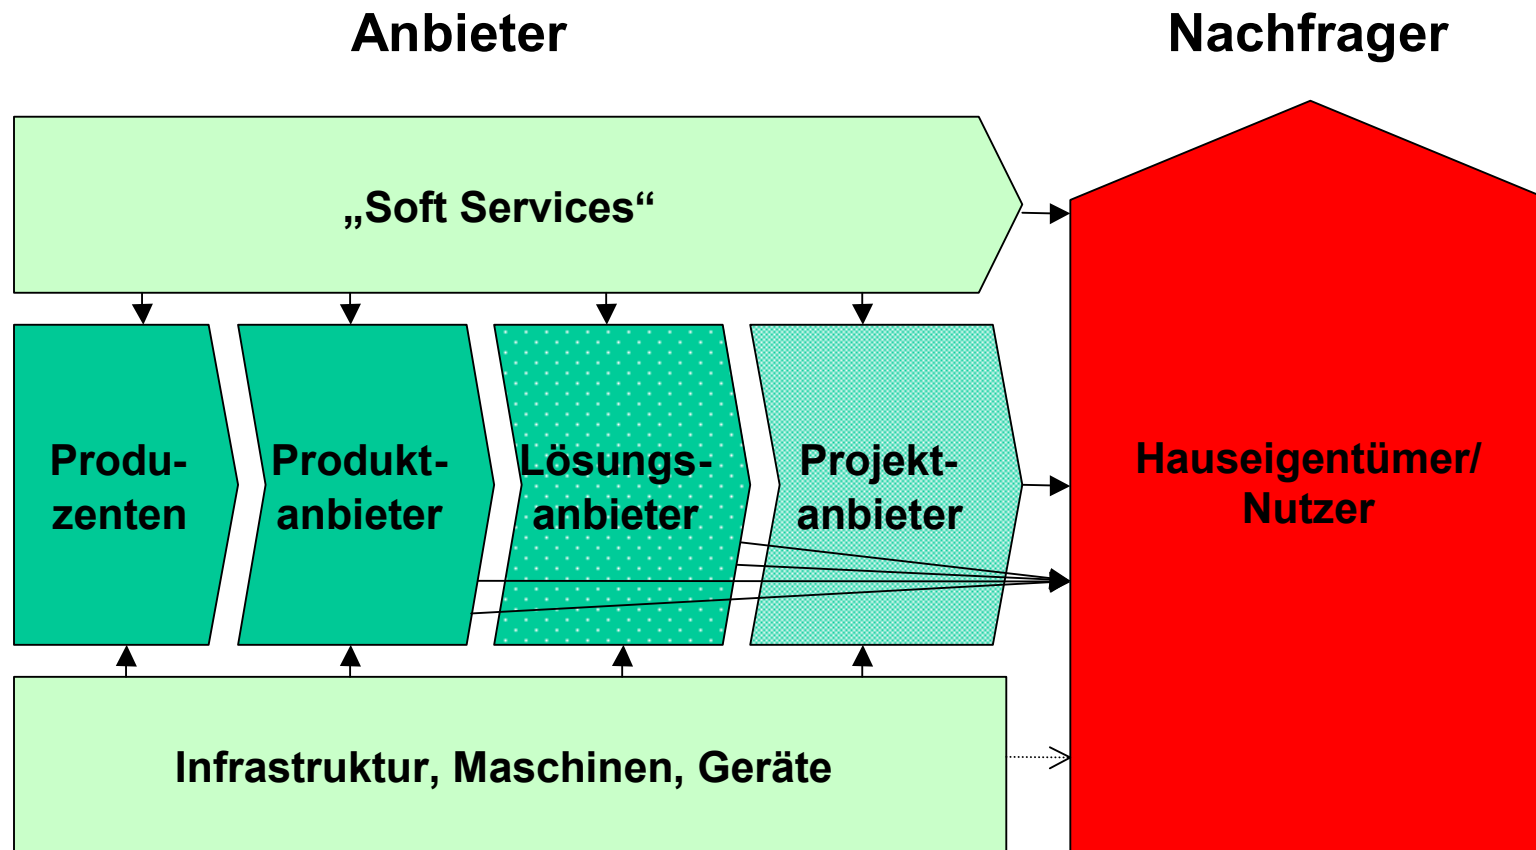 Anbieter
Nachfrager
„Soft Services“
Produ-
zenten
Produkt-
anbieter
Lösungs-
anbieter
Projekt-
anbieter
Hauseigentümer/
Nutzer
Infrastruktur, Maschinen, Geräte